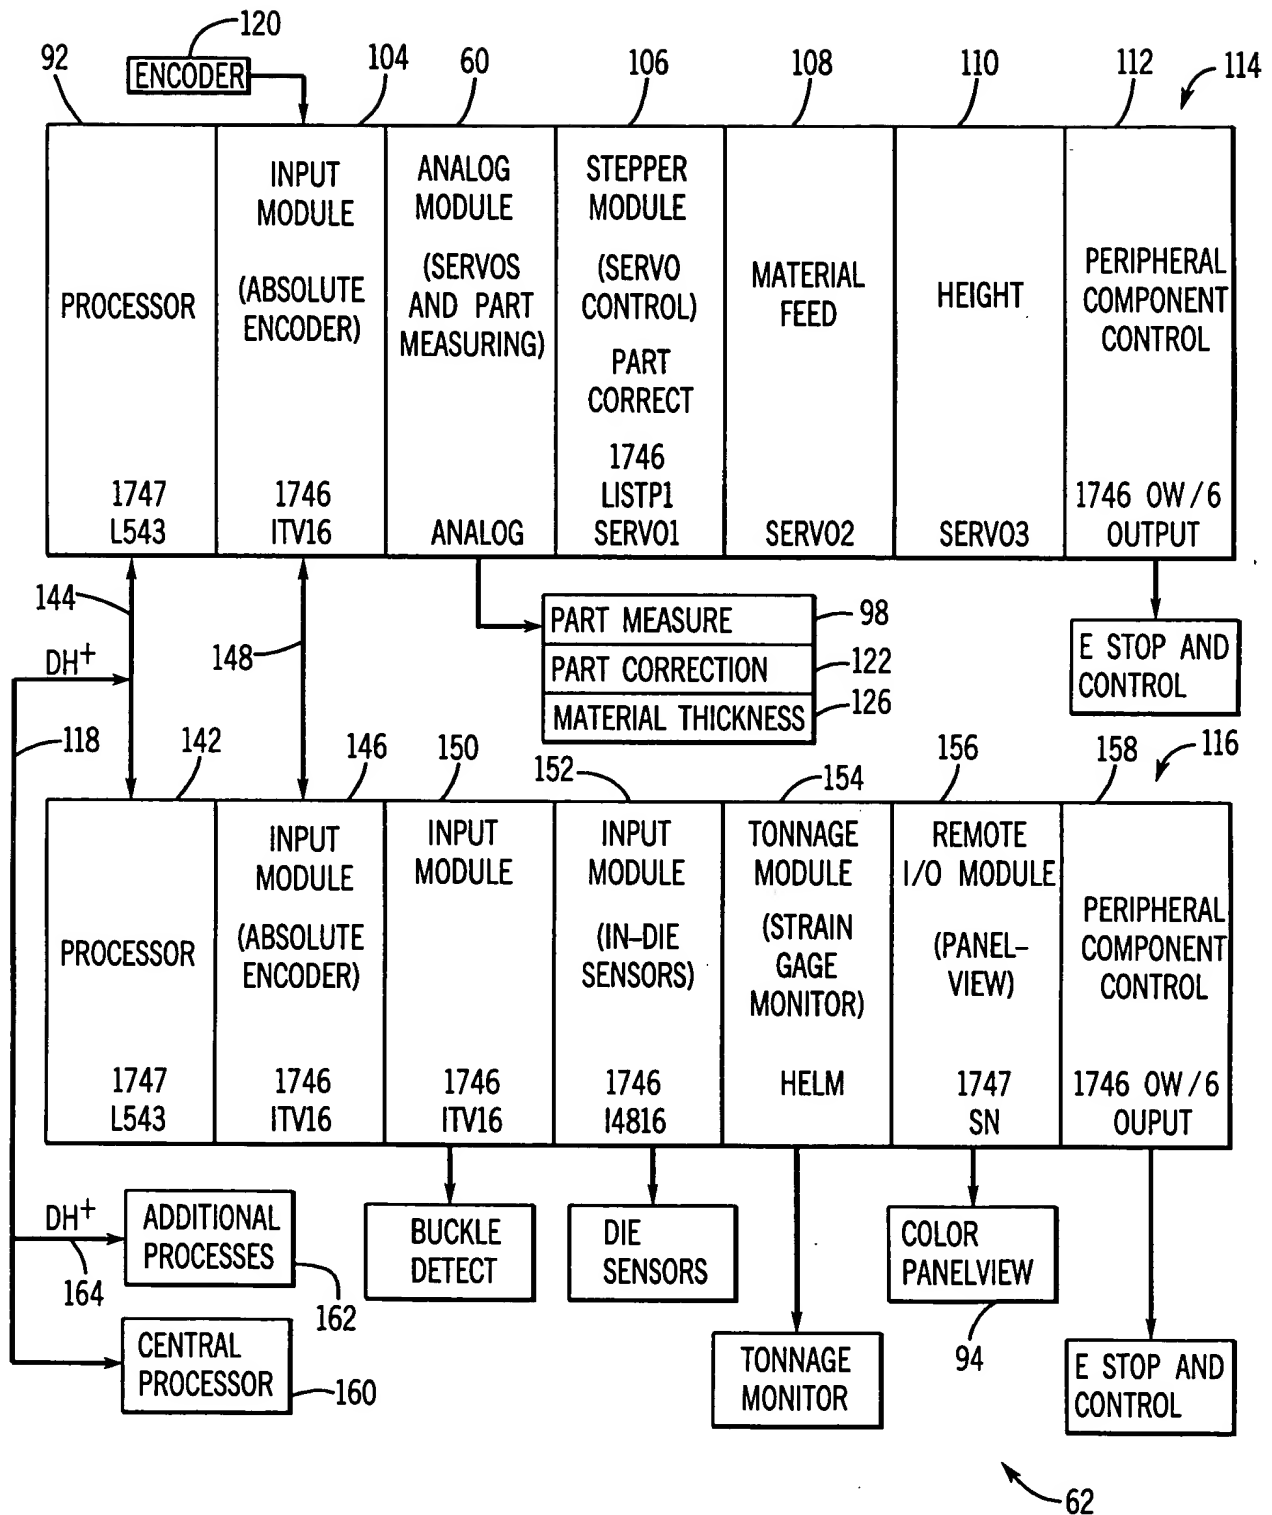 120
92
ENCODER
104
60
106
108
110
112
114
PROCESSOR
1747
L543
INPUT
MODULE
(ABSOLUTE
ENCODER)
1746
ITV16
ANALOG
MODULE
(SERVOS
AND PART
MEASURING)
ANALOG
STEPPER
MODULE
(SERVO
CONTROL)
PART
CORRECT
1746
LISTP1
SERVO1
MATERIAL
FEED
SERVO2
HEIGHT
SERVO3
PERIPHERAL
COMPONENT
CONTROL
1746 OW/6
OUTPUT
144
148
DH+
118
PART MEASURE
98
PART CORRECTION
122
MATERIAL THICKNESS
126
E STOP AND
CONTROL
142
146
150
152
154
156
158
116
PROCESSOR
1747
L543
INPUT
MODULE
(ABSOLUTE
ENCODER)
1746
ITV16
INPUT
MODULE
1746
ITV16
INPUT
MODULE
(IN-DIE
SENSORS)
1746
I4816
TONNAGE
MODULE
(STRAIN
GAGE
MONITOR)
HELM
REMOTE
I/O MODULE
(PANEL-
VIEW)
1747
SN
PERIPHERAL
COMPONENT
CONTROL
1746 OW/6
OUPUT
DH+
164
ADDITIONAL
PROCESSES
162
CENTRAL
PROCESSOR
160
BUCKLE
DETECT
DIE
SENSORS
TONNAGE
MONITOR
COLOR
PANELVIEW
94
E STOP AND
CONTROL
62